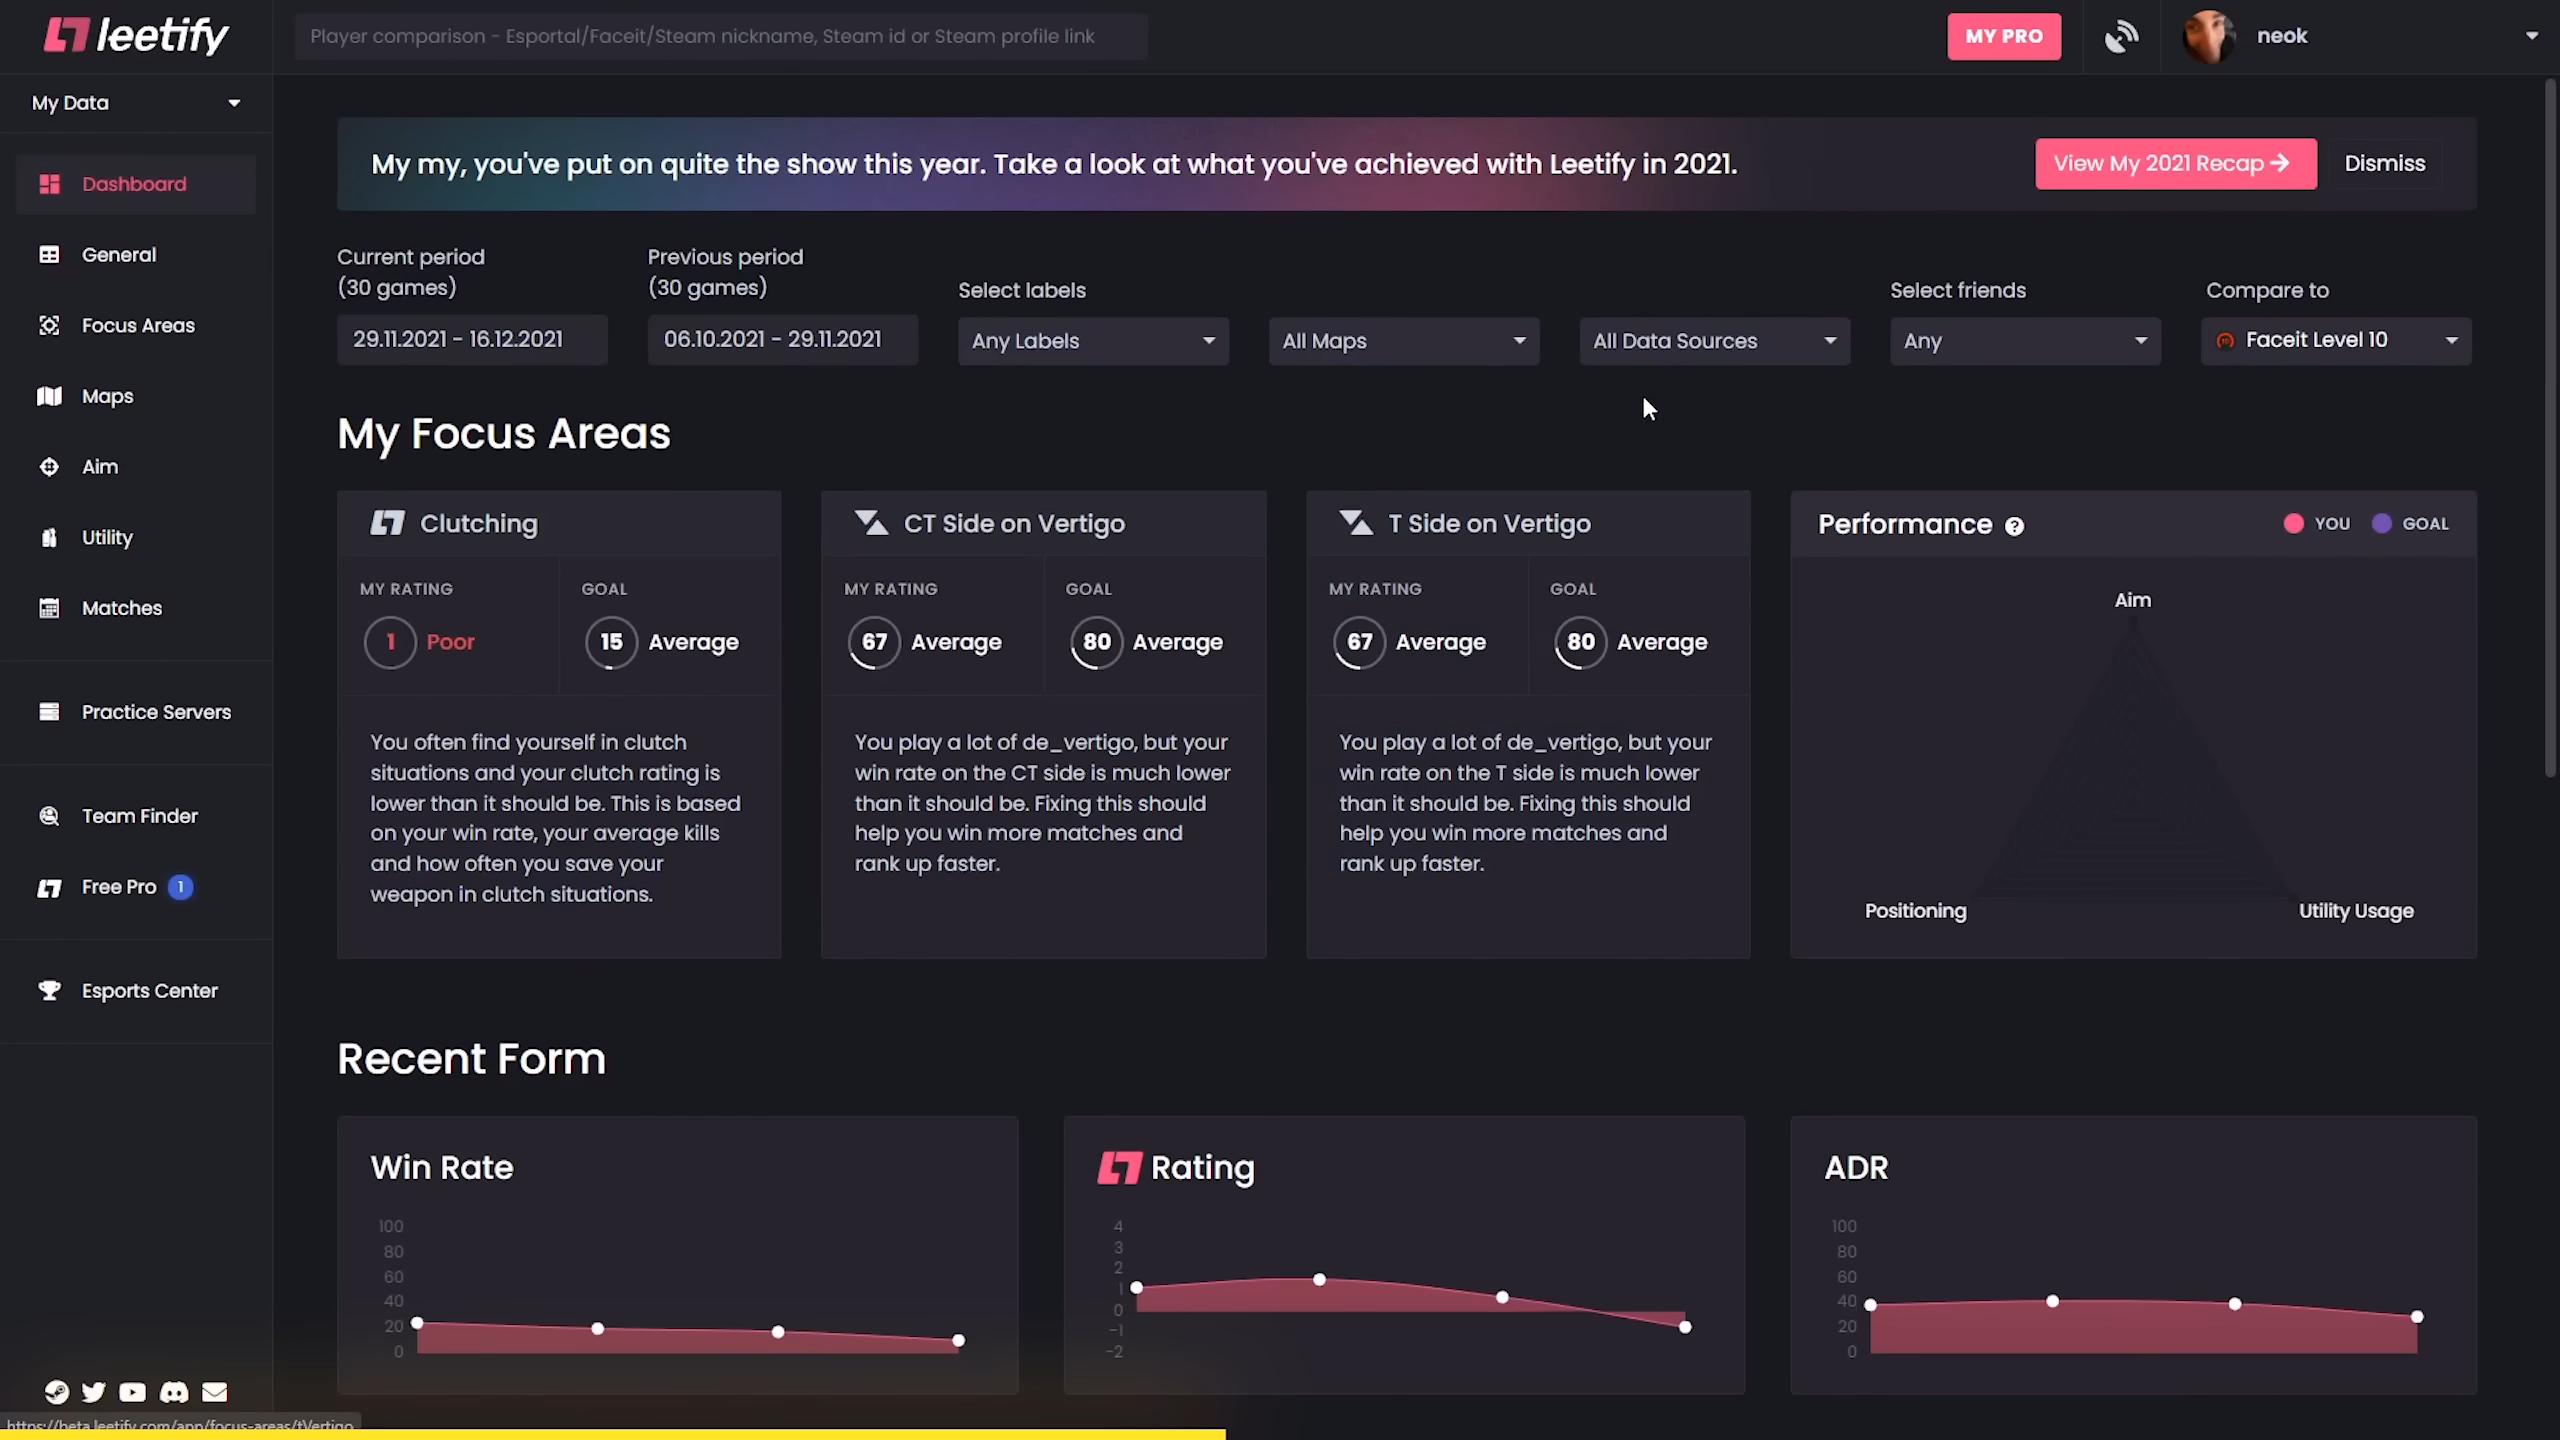 leetify
Player comparison - Esportal/Faceit/Steam nickname, Steam id or Steam profile link
MY PRO
neok
My Data
Dashboard
General
Focus Areas
Maps
Aim
Utility
Matches
Practice Servers
Team Finder
Free Pro 1
Esports Center
My my, you've put on quite the show this year. Take a look at what you've achieved with Leetify in 2021.
View My 2021 Recap →
Dismiss
Current period
(30 games)
29.11.2021 - 16.12.2021
Previous period
(30 games)
06.10.2021 - 29.11.2021
Select labels
Any Labels
All Maps
All Data Sources
Select friends
Any
Compare to
Faceit Level 10
My Focus Areas
Clutching
MY RATING
1 Poor
GOAL
15 Average
You often find yourself in clutch
situations and your clutch rating is
lower than it should be. This is based
on your win rate, your average kills
and how often you save your
weapon in clutch situations.
CT Side on Vertigo
MY RATING
67 Average
GOAL
80 Average
You play a lot of de_vertigo, but your
win rate on the CT side is much lower
than it should be. Fixing this should
help you win more matches and
rank up faster.
T Side on Vertigo
MY RATING
67 Average
GOAL
80 Average
You play a lot of de_vertigo, but your
win rate on the T side is much lower
than it should be. Fixing this should
help you win more matches and
rank up faster.
Performance ?
YOU
GOAL
Aim
Positioning
Utility Usage
Recent Form
Win Rate
100
80
60
40
20
0
Rating
4
3
2
1
0
-1
-2
ADR
100
80
60
40
20
0
https://beta.leetify.com/app/focus-areas/tVertigo